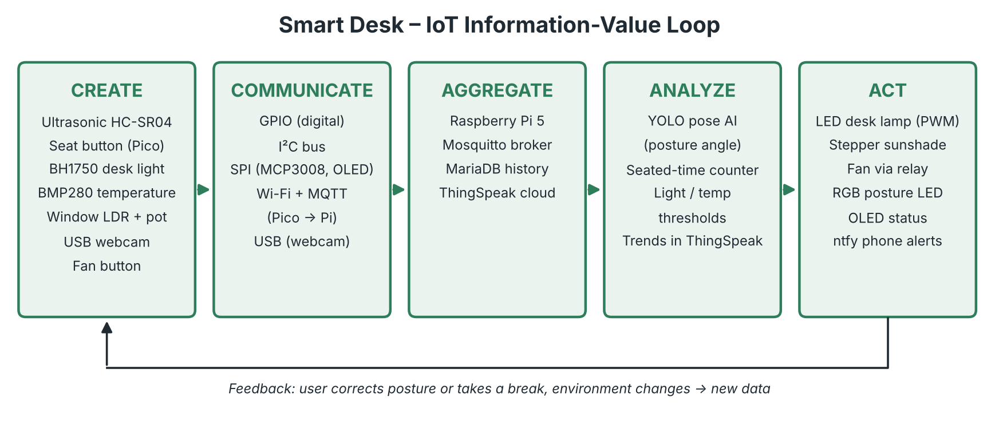 Smart Desk – IoT Information-Value Loop
CREATE
Ultrasonic HC-SR04
Seat button (Pico)
BH1750 desk light
BMP280 temperature
Window LDR + pot
USB webcam
Fan button
COMMUNICATE
GPIO (digital)
I²C bus
SPI (MCP3008, OLED)
Wi-Fi + MQTT
(Pico → Pi)
USB (webcam)
AGGREGATE
Raspberry Pi 5
Mosquitto broker
MariaDB history
ThingSpeak cloud
ANALYZE
YOLO pose AI
(posture angle)
Seated-time counter
Light / temp
thresholds
Trends in ThingSpeak
ACT
LED desk lamp (PWM)
Stepper sunshade
Fan via relay
RGB posture LED
OLED status
ntfy phone alerts
Feedback: user corrects posture or takes a break, environment changes → new data